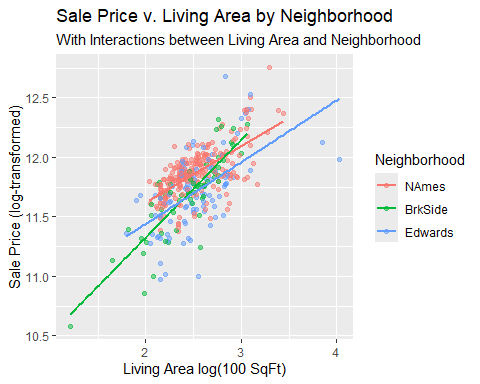 Sale Price v. Living Area by Neighborhood
With Interactions between Living Area and Neighborhood
Sale Price (log-transformed)
12.5
12.0
11.5
11.0
10.5
2
3
4
Living Area log(100 SqFt)
Neighborhood
NAmes
BrkSide
Edwards